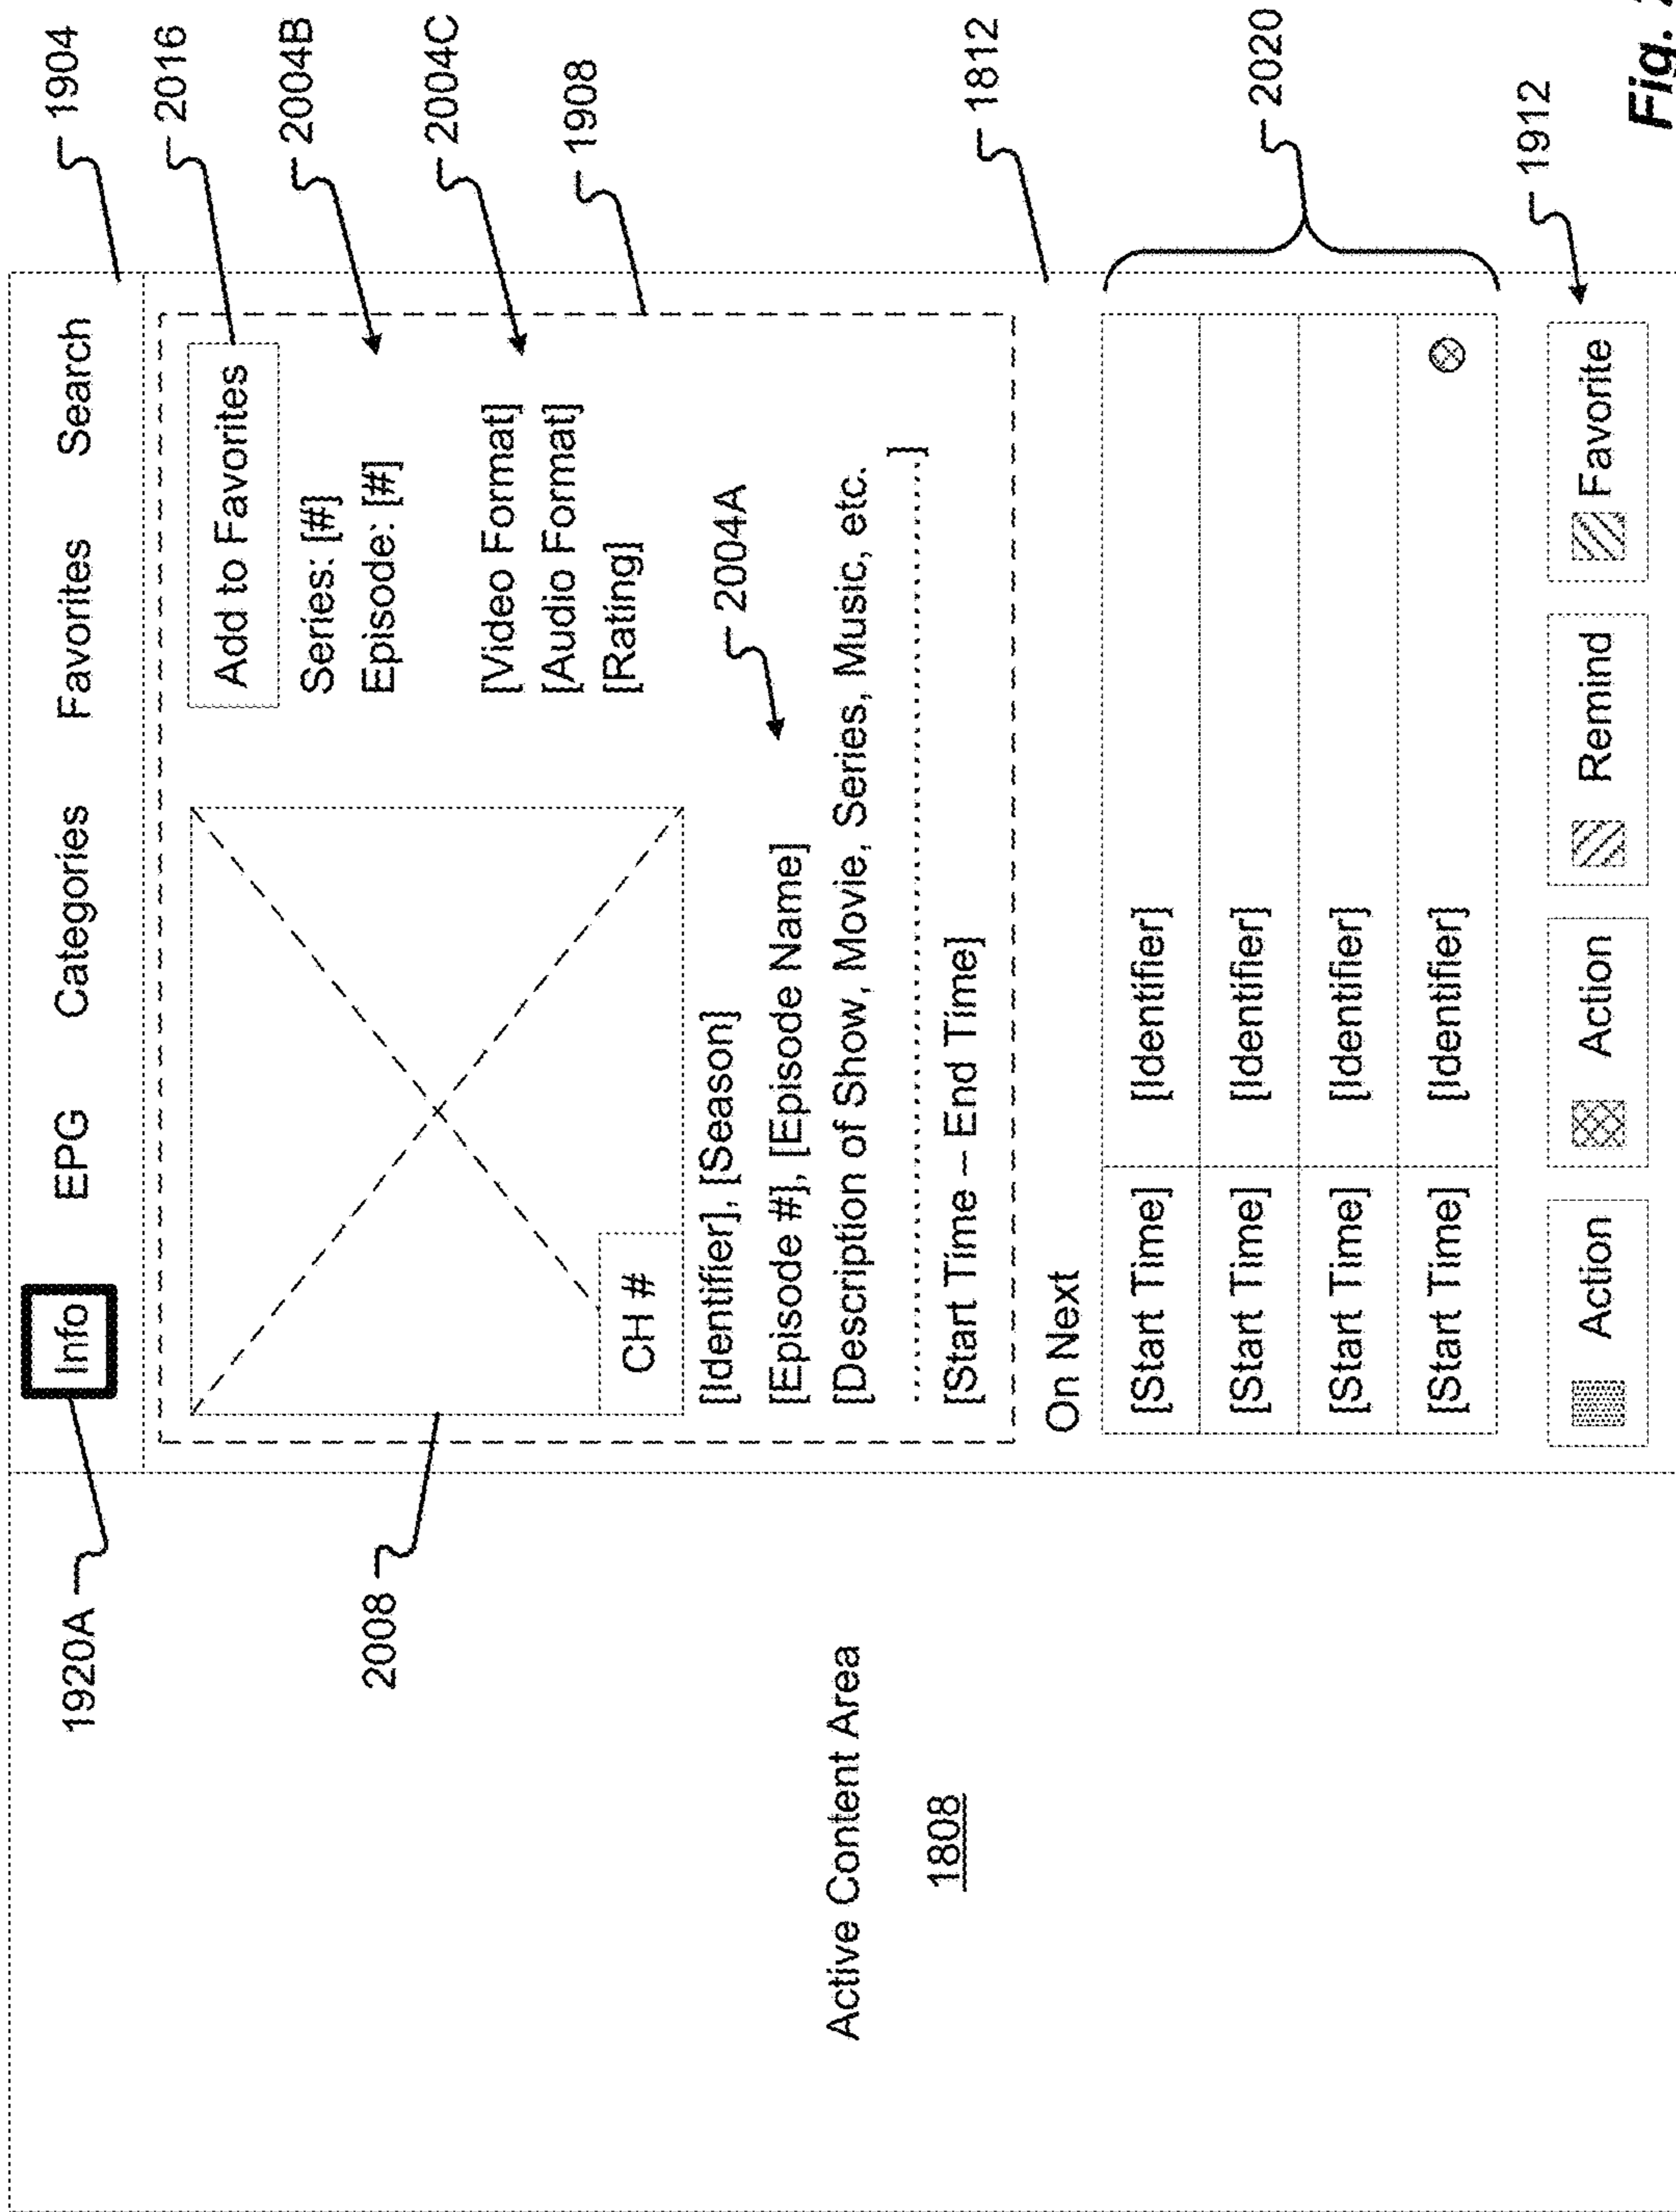 1920A
Info EPG Categories Favorites Search
1904
Add to Favorites
2016
Series: [#]
Episode: [#]
2004B
2008
[Video Format]
[Audio Format]
[Rating]
2004C
1908
CH #
[Identifier], [Season]
2004A
[Episode #], [Episode Name]
[Description of Show, Movie, Series, Music, etc.
................................................ ]
[Start Time – End Time]
Active Content Area
1808
1812
On Next
[Start Time] [Identifier]
[Start Time] [Identifier]
[Start Time] [Identifier]
[Start Time] [Identifier]
2020
Action Action Remind Favorite
1912
Fig.